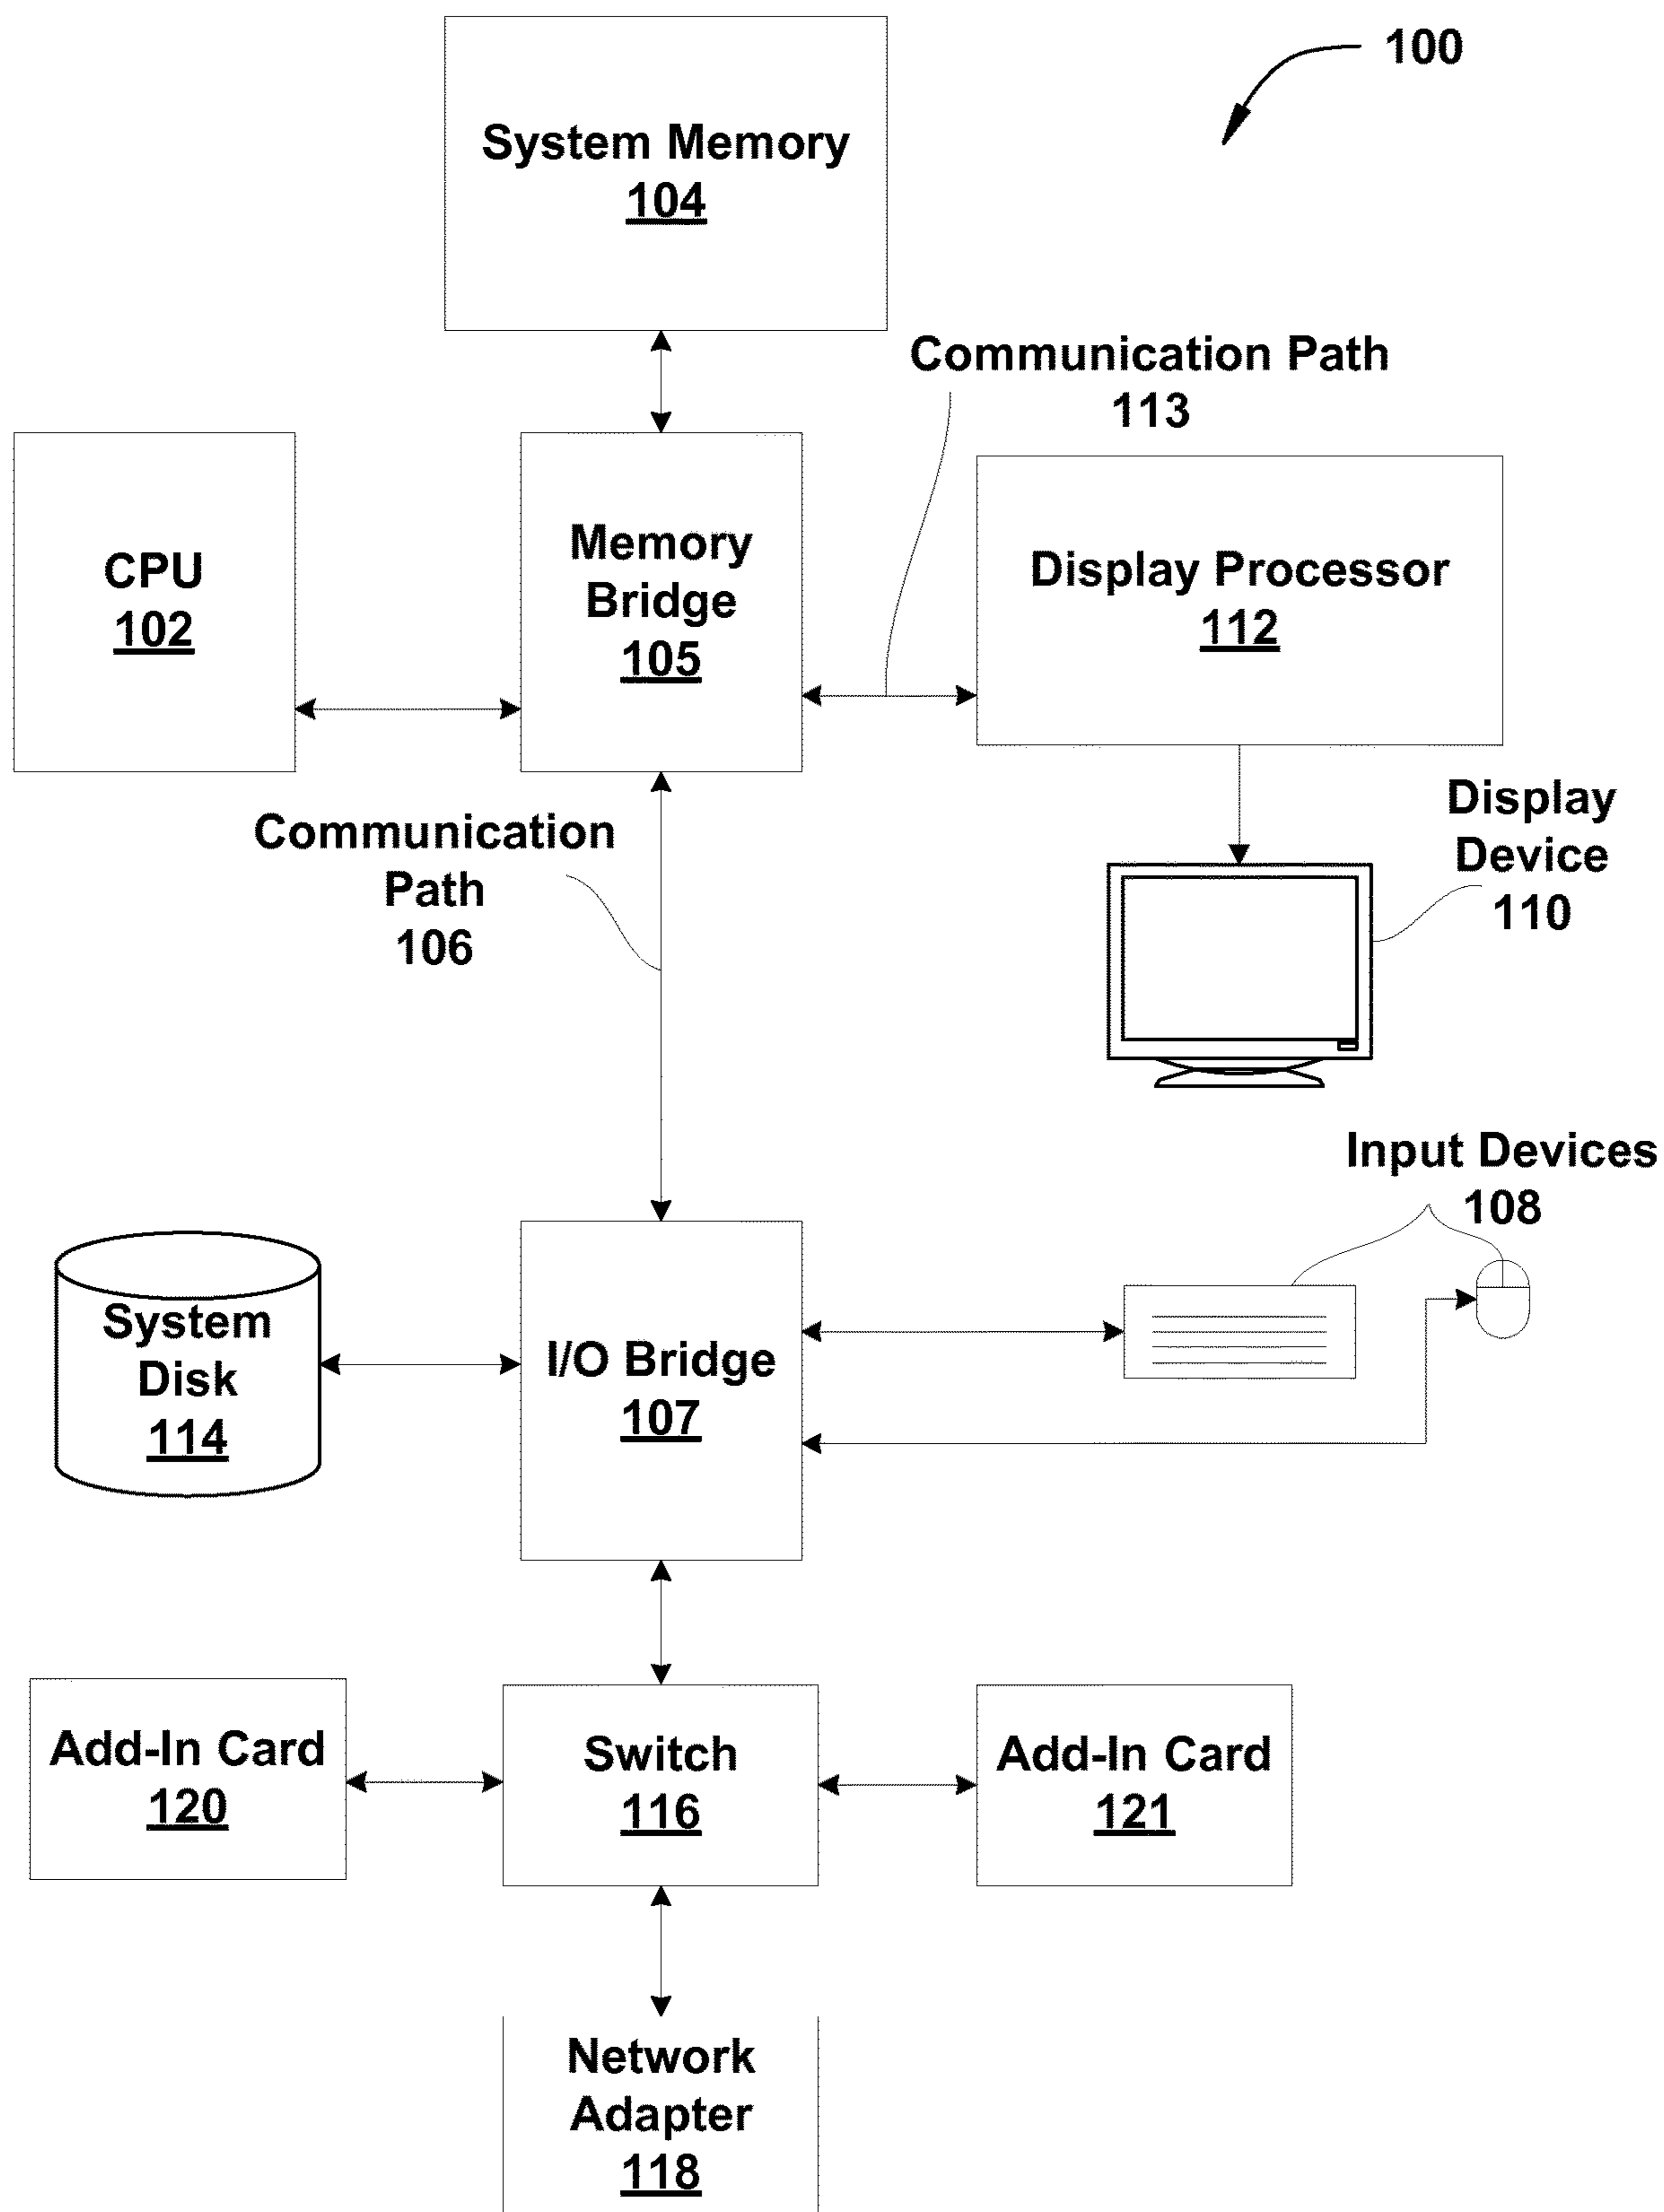 100
System Memory
104
Communication Path
113
CPU
102
Memory
Bridge
105
Display Processor
112
Communication
Path
106
Display
Device
110
Input Devices
108
System
Disk
114
I/O Bridge
107
Add-In Card
120
Switch
116
Add-In Card
121
Network
Adapter
118